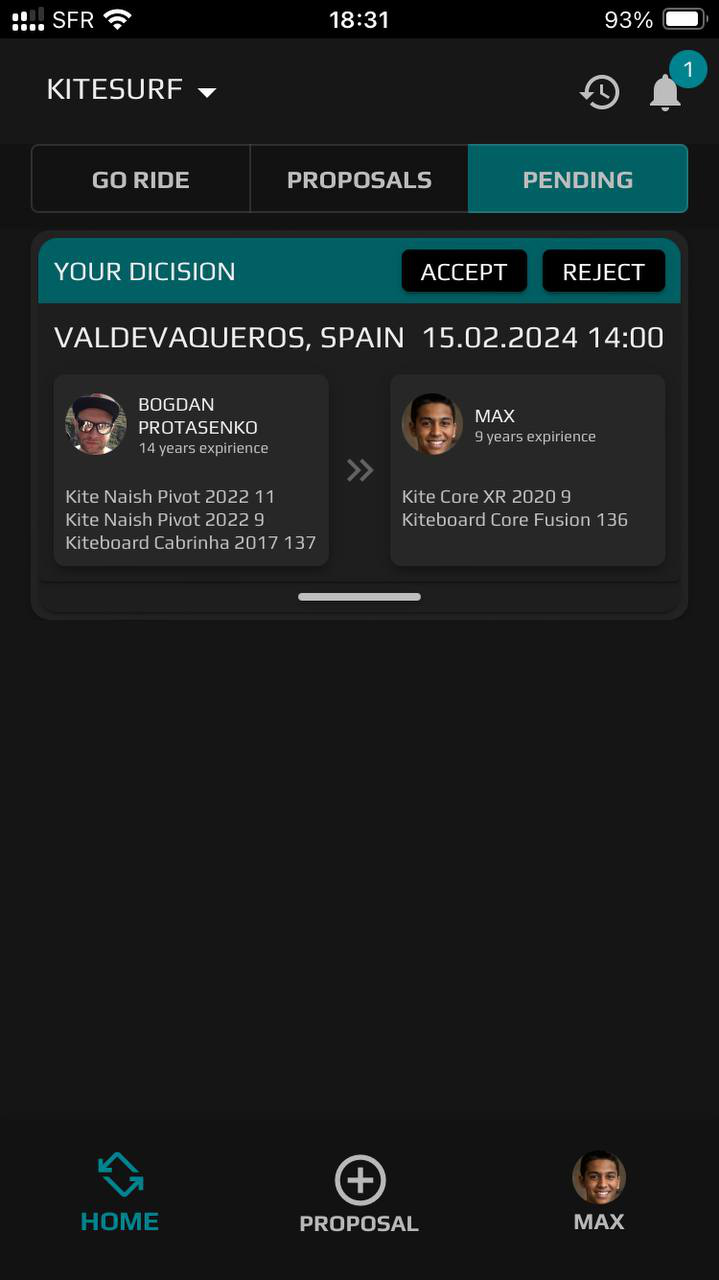 SFR 18:31 93%
KITESURF
1
GO RIDE PROPOSALS PENDING
YOUR DICISION ACCEPT REJECT
VALDEVAQUEROS, SPAIN 15.02.2024 14:00
BOGDAN
PROTASENKO
14 years expirience
Kite Naish Pivot 2022 11
Kite Naish Pivot 2022 9
Kiteboard Cabrinha 2017 137
MAX
9 years expirience
Kite Core XR 2020 9
Kiteboard Core Fusion 136
HOME PROPOSAL MAX